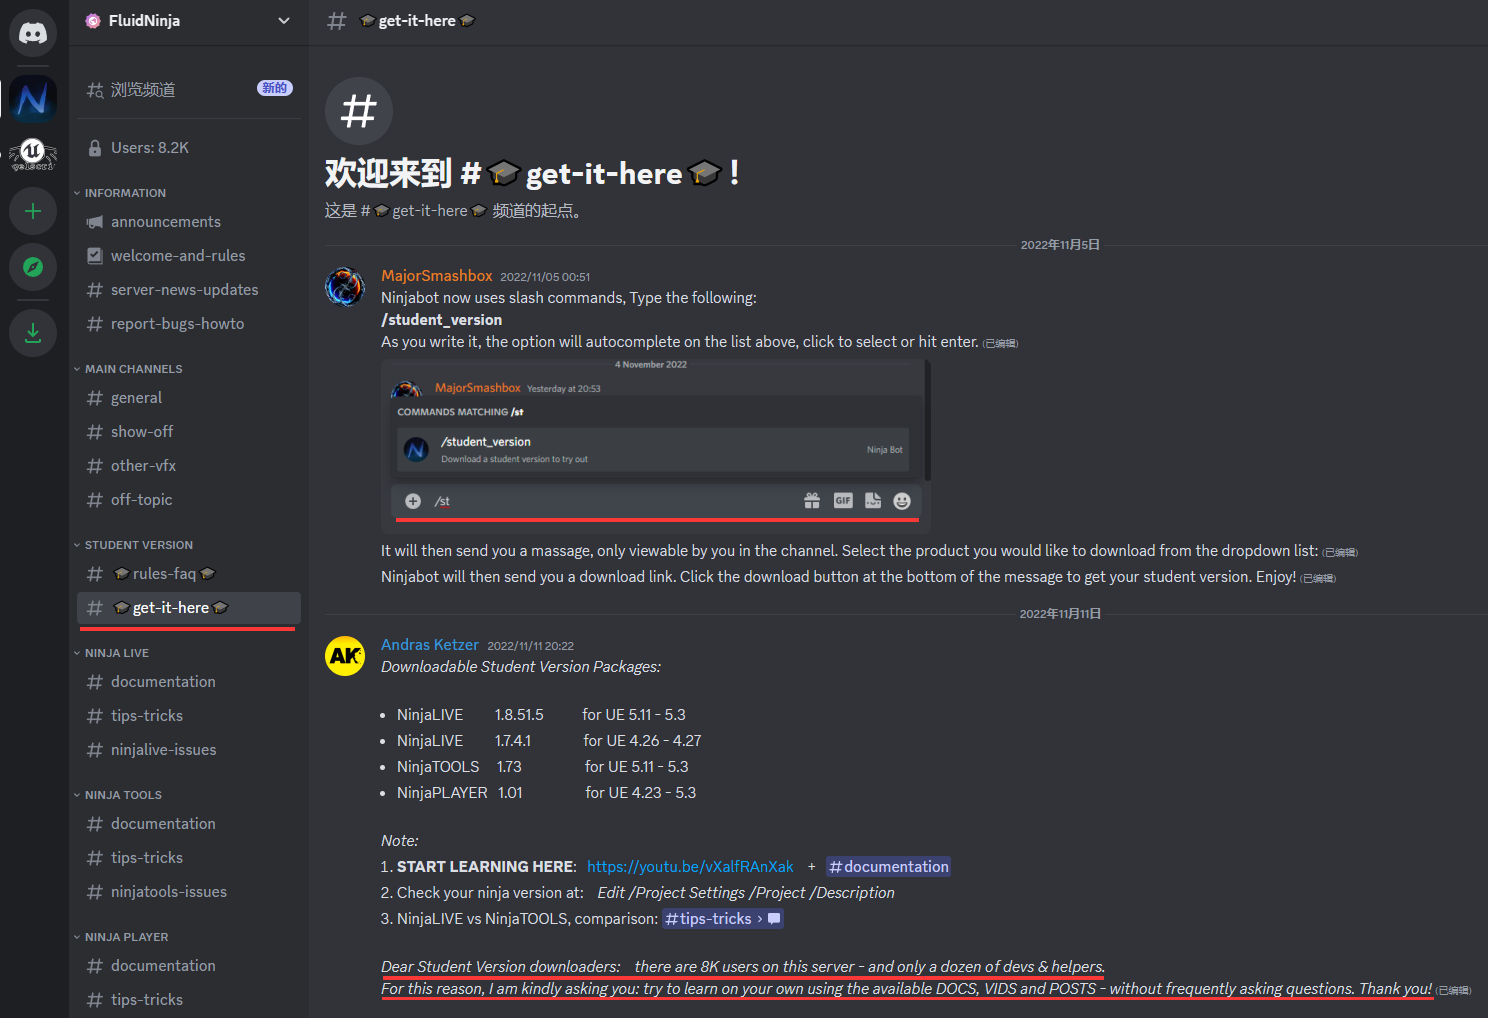 FluidNinja
浏览频道
新的
Users: 8.2K
INFORMATION
announcements
welcome-and-rules
server-news-updates
report-bugs-howto
MAIN CHANNELS
general
show-off
other-vfx
off-topic
STUDENT VERSION
🎓rules-faq🎓
🎓get-it-here🎓
NINJA LIVE
documentation
tips-tricks
ninjalive-issues
NINJA TOOLS
documentation
tips-tricks
ninjatools-issues
NINJA PLAYER
documentation
tips-tricks
# 🎓get-it-here🎓
#
欢迎来到 #🎓get-it-here🎓！
这是 #🎓get-it-here🎓 频道的起点。
2022年11月5日
MajorSmashbox 2022/11/05 00:51
Ninjabot now uses slash commands, Type the following:
/student_version
As you write it, the option will autocomplete on the list above, click to select or hit enter. (已编辑)
4 November 2022
MajorSmashbox Yesterday at 20:53
COMMANDS MATCHING /st
/student_version
Download a student version to try out
Ninja Bot
/st
GIF
It will then send you a massage, only viewable by you in the channel. Select the product you would like to download from the dropdown list: (已编辑)
Ninjabot will then send you a download link. Click the download button at the bottom of the message to get your student version. Enjoy! (已编辑)
2022年11月11日
AK
Andras Ketzer 2022/11/11 20:22
Downloadable Student Version Packages:
• NinjaLIVE 1.8.51.5 for UE 5.11 - 5.3
• NinjaLIVE 1.7.4.1 for UE 4.26 - 4.27
• NinjaTOOLS 1.73 for UE 5.11 - 5.3
• NinjaPLAYER 1.01 for UE 4.23 - 5.3
Note:
1. START LEARNING HERE: https://youtu.be/vXalfRAnXak + #documentation
2. Check your ninja version at: Edit /Project Settings /Project /Description
3. NinjaLIVE vs NinjaTOOLS, comparison: #tips-tricks ›
Dear Student Version downloaders: there are 8K users on this server - and only a dozen of devs & helpers.
For this reason, I am kindly asking you: try to learn on your own using the available DOCS, VIDS and POSTS - without frequently asking questions. Thank you! (已编辑)